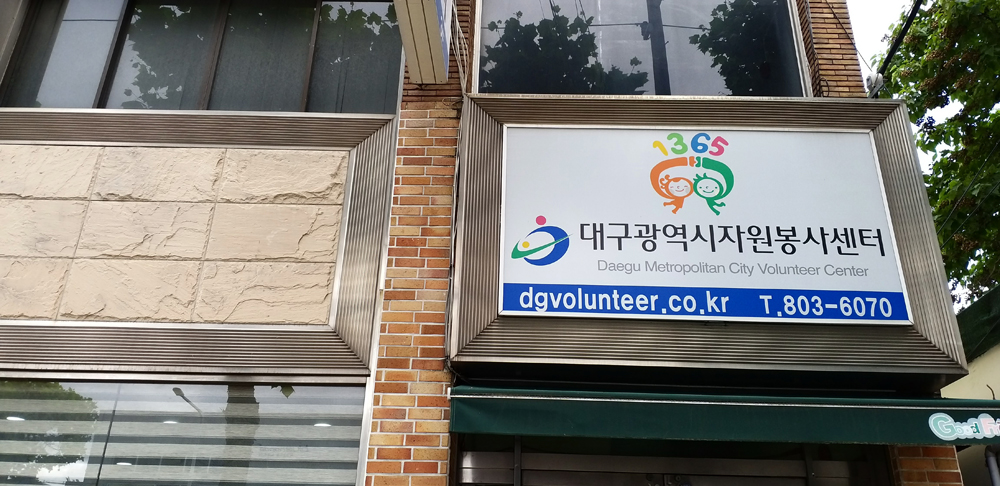 1365
대구광역시자원봉사센터
Daegu Metropolitan City Volunteer Center
dgvolunteer.co.kr T.803-6070
Good